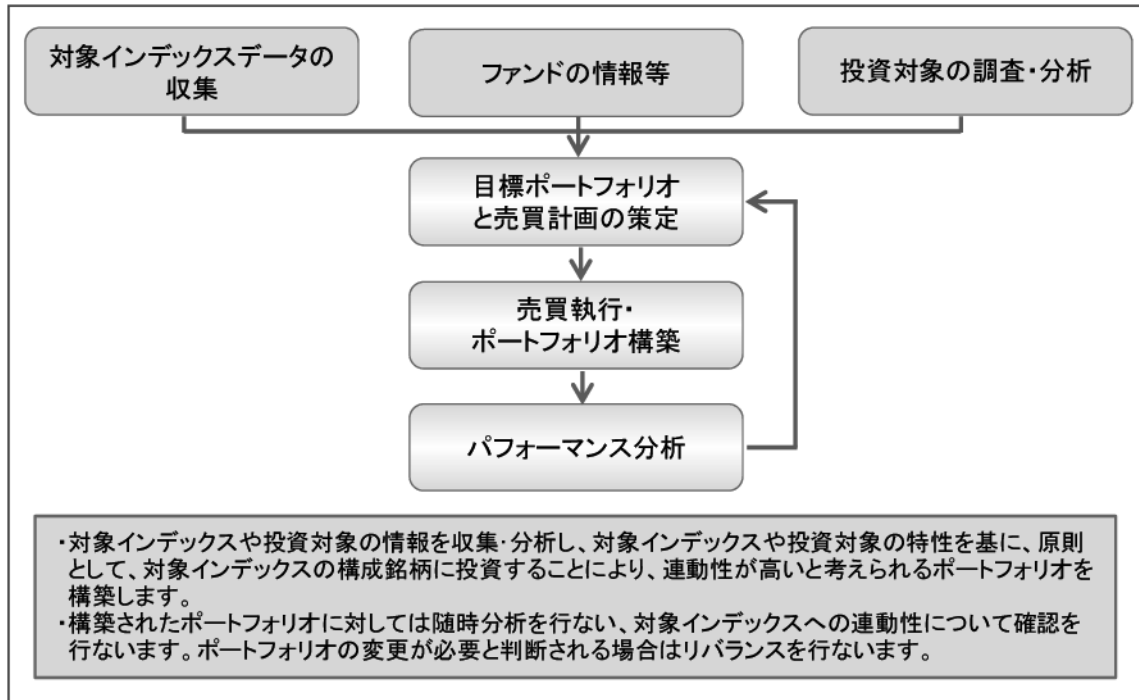 対象インデックスデータの
収集
ファンドの情報等
投資対象の調査・分析
目標ポートフォリオ
と売買計画の策定
売買執行・
ポートフォリオ構築
パフォーマンス分析
・対象インデックスや投資対象の情報を収集・分析し、対象インデックスや投資対象の特性を基に、原則
として、対象インデックスの構成銘柄に投資することにより、連動性が高いと考えられるポートフォリオを
構築します。
・構築されたポートフォリオに対しては随時分析を行ない、対象インデックスへの連動性について確認を
行ないます。ポートフォリオの変更が必要と判断される場合はリバランスを行ないます。